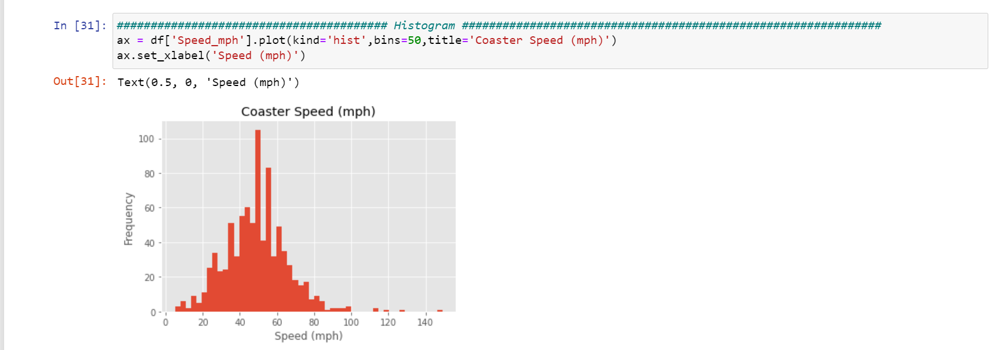 In [31]: ######################################## Histogram ##############################################################
ax = df['Speed_mph'].plot(kind='hist',bins=50,title='Coaster Speed (mph)')
ax.set_xlabel('Speed (mph)')
Out[31]: Text(0.5, 0, 'Speed (mph)')
Coaster Speed (mph)
100
80
60
40
20
0
Frequency
0 20 40 60 80 100 120 140
Speed (mph)